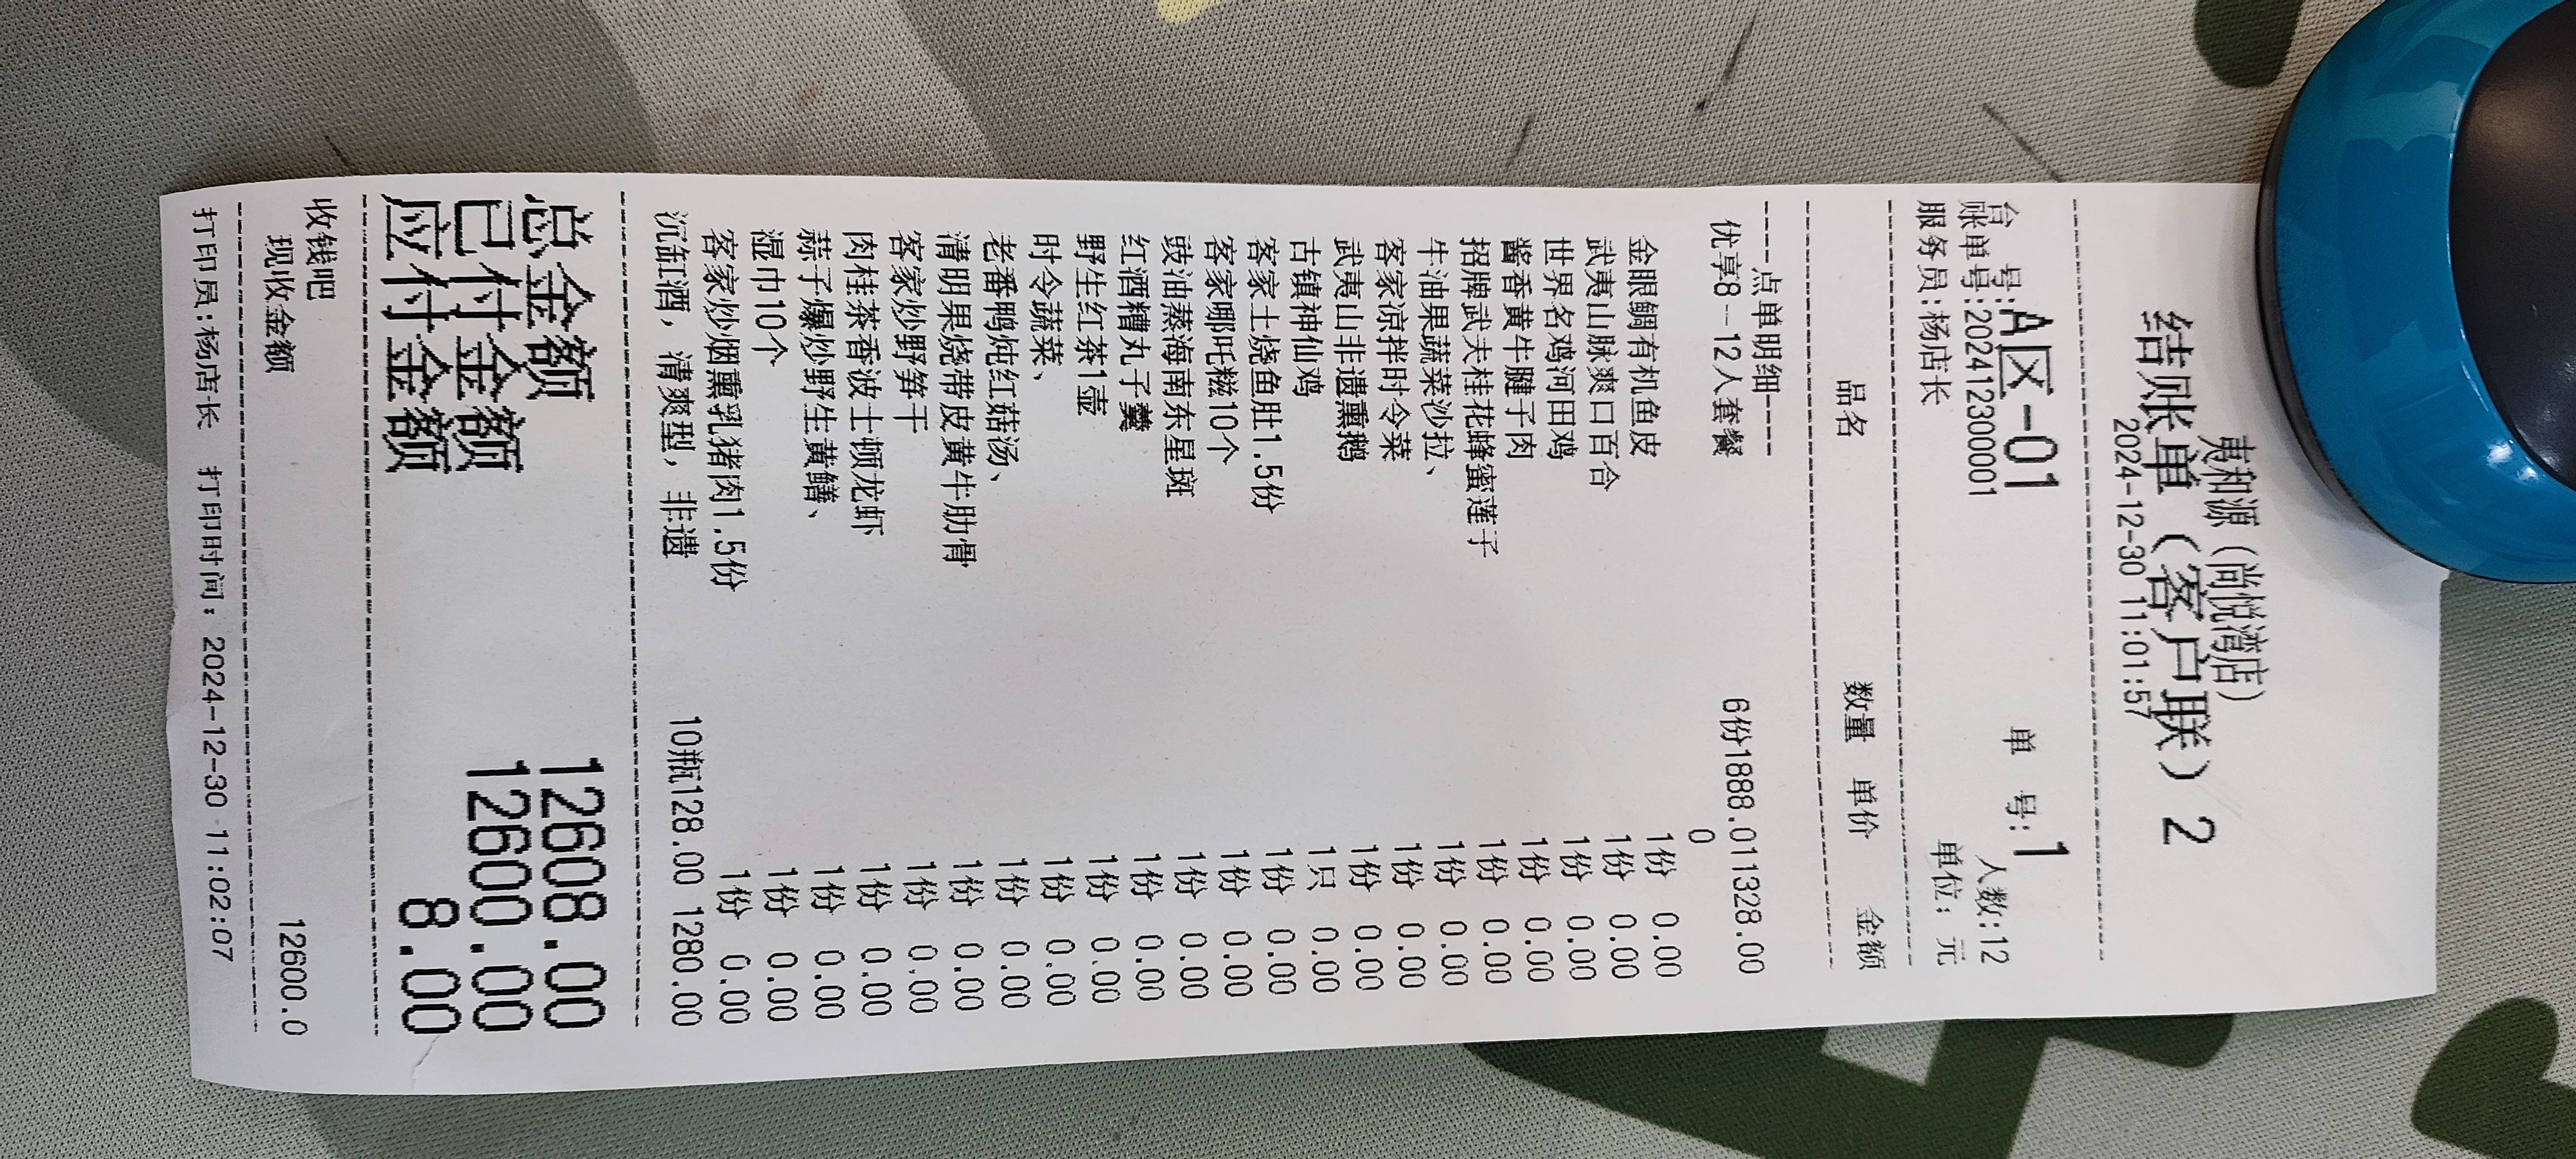 夷和源（尚悦湾店）
结账单（客户联）2
2024-12-30 11:01:57
台 号:A区-01 单 号:1
账单号:20241230001 人数:12
服务员:杨店长 单位：元
品名 数量 单价 金额
----点单明细----
优享8--12人套餐 6份1888.011328.00
0
金眼鲷有机鱼皮 1份 0.00
武夷山脉爽口百合 1份 0.00
世界名鸡河田鸡 1份 0.00
酱香黄牛腱子肉 1份 0.00
招牌武夫桂花蜂蜜莲子 1份 0.00
牛油果蔬菜沙拉、 1份 0.00
客家凉拌时令菜 1份 0.00
武夷山非遗熏鹅 1份 0.00
古镇神仙鸡 1只 0.00
客家土烧鱼肚1.5份 1份 0.00
客家哪吒糍10个 1份 0.00
豉油蒸海南东星斑 1份 0.00
红酒糟丸子羹 1份 0.00
野生红茶1壶 1份 0.00
时令蔬菜、 1份 0.00
老番鸭炖红菇汤、 1份 0.00
清明果烧带皮黄牛肋骨 1份 0.00
客家炒野笋干 1份 0.00
肉桂茶香波士顿龙虾 1份 0.00
蒜子爆炒野生黄鳝、 1份 0.00
湿巾10个 1份 0.00
客家炒烟熏乳猪肉1.5份 1份 0.00
沉缸酒，清爽型，非遗 10瓶128.00 1280.00
总金额 12608.00
已付金额 12600.00
应付金额 8.00
收钱吧
现收金额 12600.0
打印员:杨店长 打印时间：2024-12-30 11:02:07